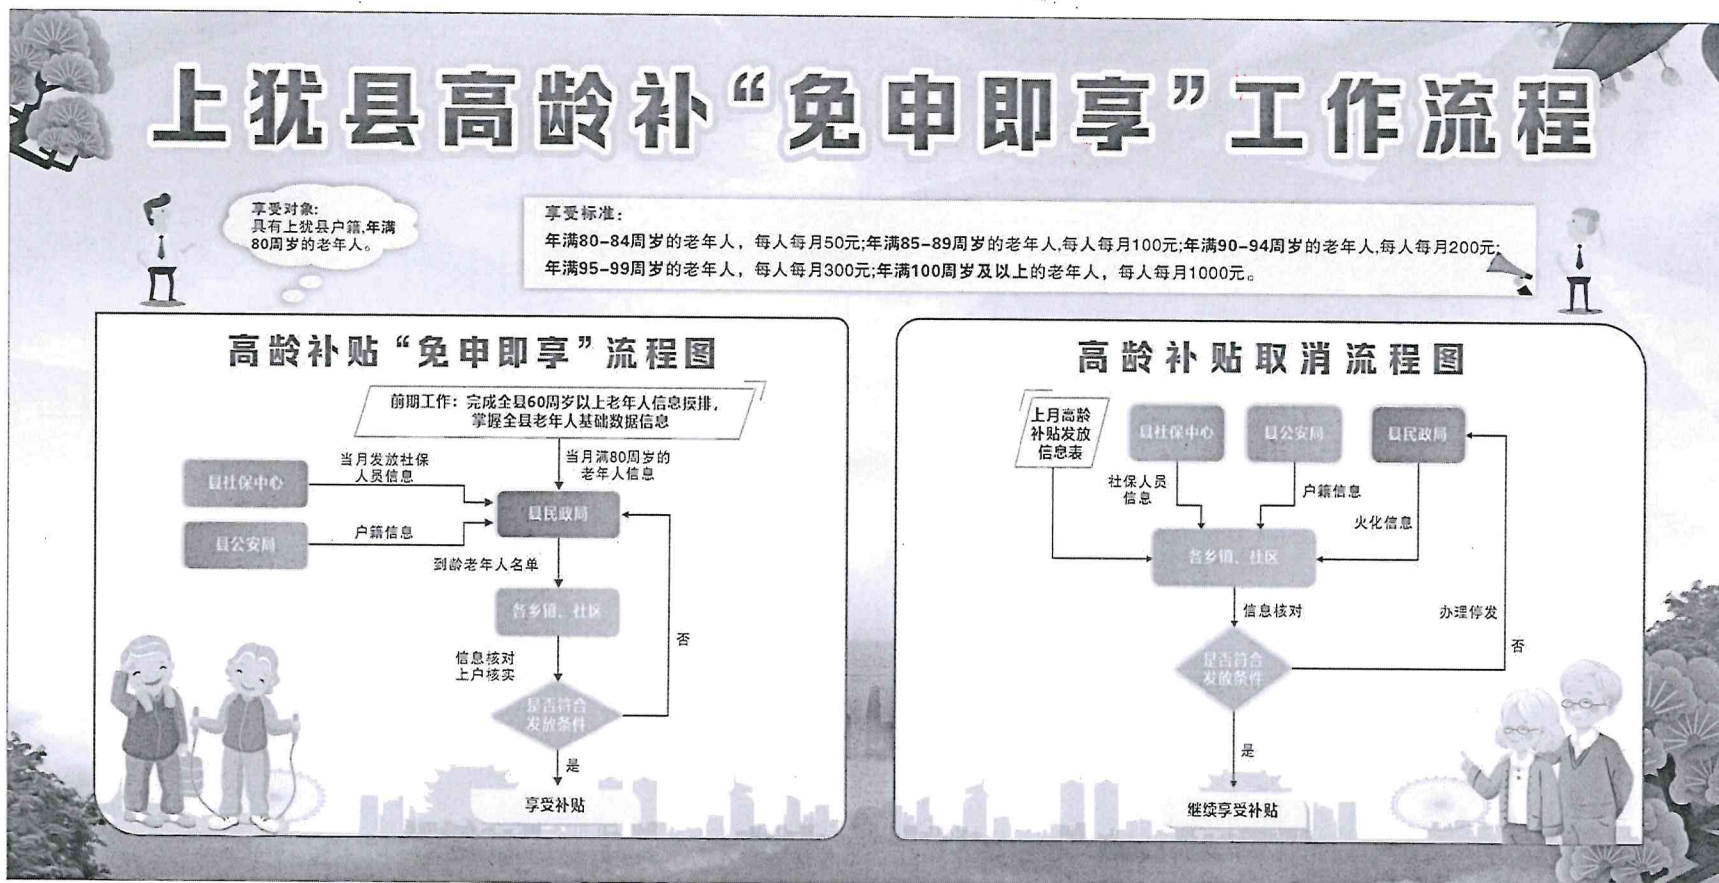 上犹县高龄补“免申即享”工作流程
享受对象:
具有上犹县户籍,年满
80周岁的老年人。
享受标准:
年满80-84周岁的老年人，每人每月50元;年满85-89周岁的老年人,每人每月100元;年满90-94周岁的老年人,每人每月200元;
年满95-99周岁的老年人，每人每月300元;年满100周岁及以上的老年人，每人每月1000元。
高龄补贴“免申即享”流程图
前期工作：完成全县60周岁以上老年人信息摸排，
掌握全县老年人基础数据信息
当月发放社保
人员信息
当月满80周岁的
老年人信息
县社保中心
县民政局
户籍信息
县公安局
到龄老年人名单
各乡镇、社区
否
信息核对
上户核实
是否符合
发放条件
是
享受补贴
高龄补贴取消流程图
上月高龄
补贴发放
信息表
县社保中心
县公安局
县民政局
社保人员
信息
户籍信息
火化信息
各乡镇、社区
信息核对
办理停发
否
是否符合
发放条件
是
继续享受补贴